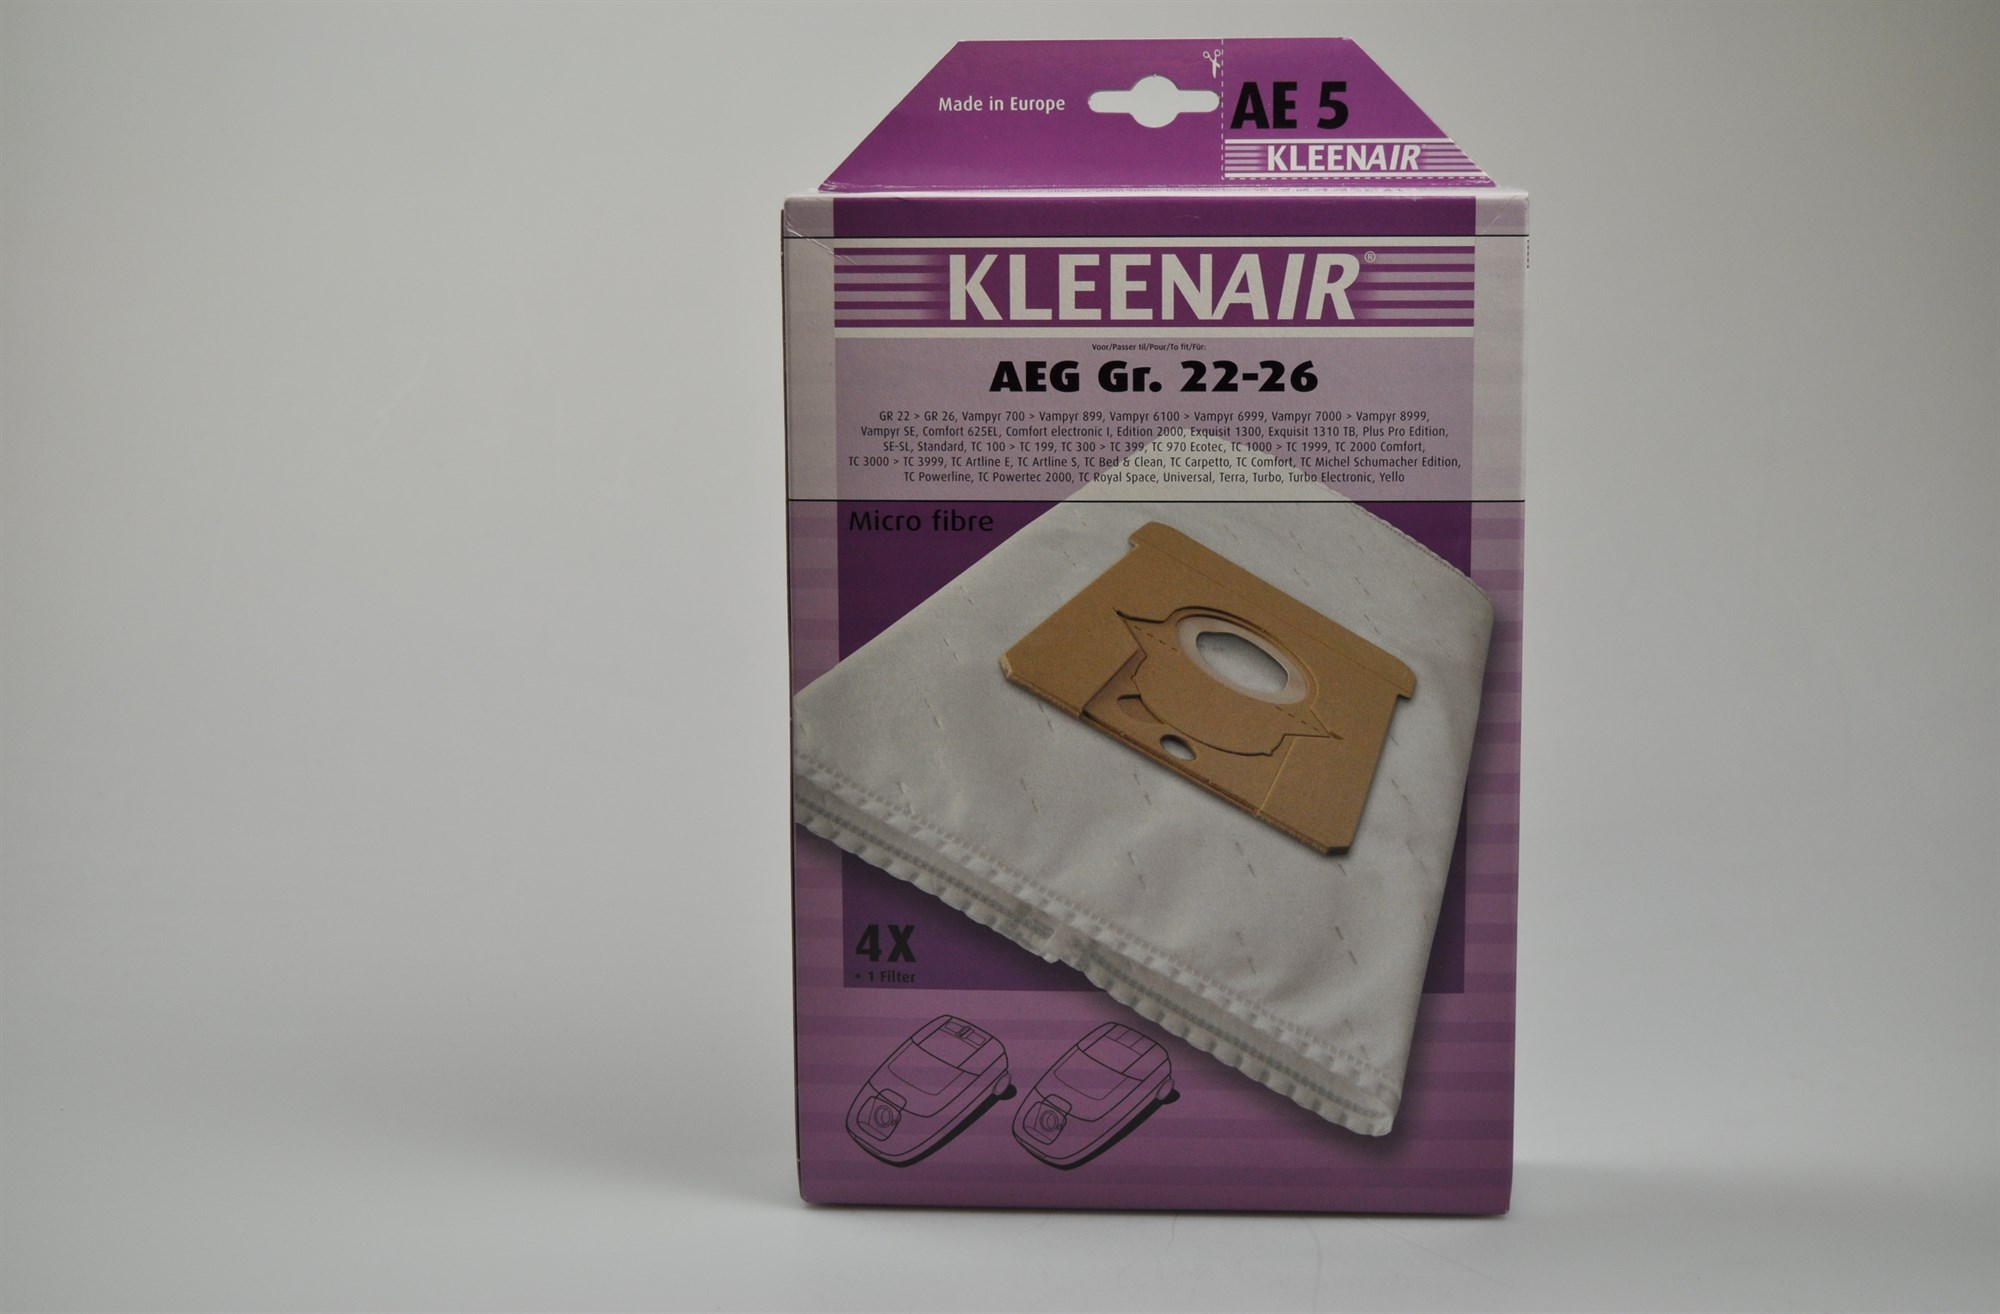 Made in Europe
AE 5
KLEENAIR
KLEENAIR®
Voor/Passer til/Pour/To fit/Für:
AEG Gr. 22-26
GR 22 > GR 26, Vampyr 700 > Vampyr 899, Vampyr 6100 > Vampyr 6999, Vampyr 7000 > Vampyr 8999,
Vampyr SE, Comfort 625EL, Comfort electronic I, Edition 2000, Exquisit 1300, Exquisit 1310 TB, Plus Pro Edition,
SE-SL, Standard, TC 100 > TC 199, TC 300 > TC 399, TC 970 Ecotec, TC 1000 > TC 1999, TC 2000 Comfort,
TC 3000 > TC 3999, TC Artline E, TC Artline S, TC Bed & Clean, TC Carpetto, TC Comfort, TC Michel Schumacher Edition,
TC Powerline, TC Powertec 2000, TC Royal Space, Universal, Terra, Turbo, Turbo Electronic, Yello
Micro fibre
4X
+ 1 Filter